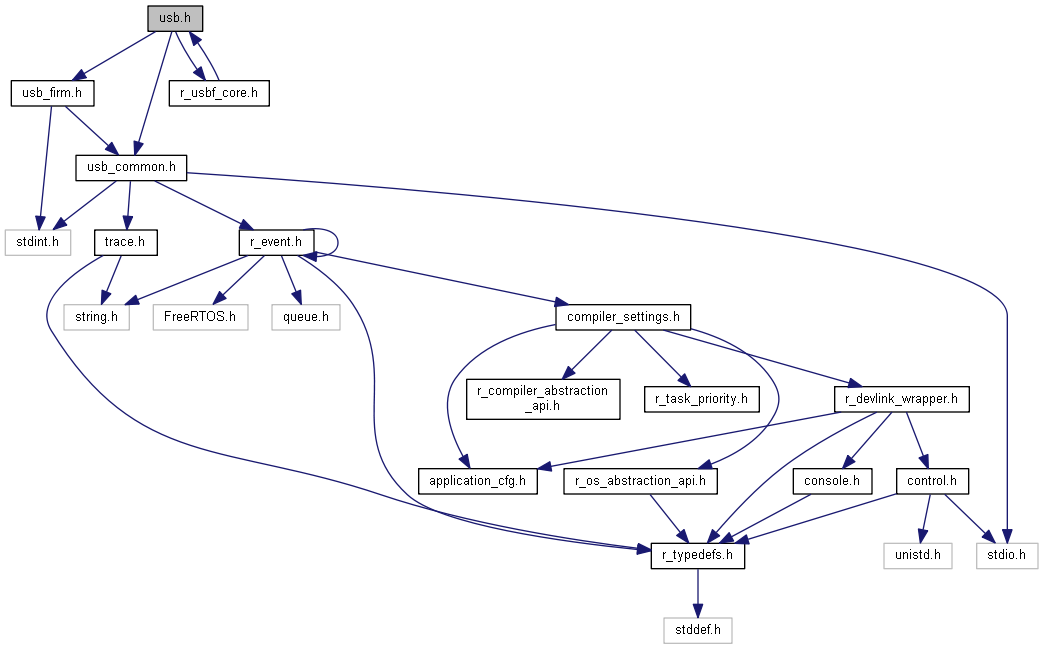 usb.h
usb_firm.h
r_usbf_core.h
usb_common.h
stdint.h
trace.h
r_event.h
string.h
FreeRTOS.h
queue.h
compiler_settings.h
r_compiler_abstraction
_api.h
r_task_priority.h
r_devlink_wrapper.h
application_cfg.h
r_os_abstraction_api.h
console.h
control.h
r_typedefs.h
unistd.h
stdio.h
stddef.h